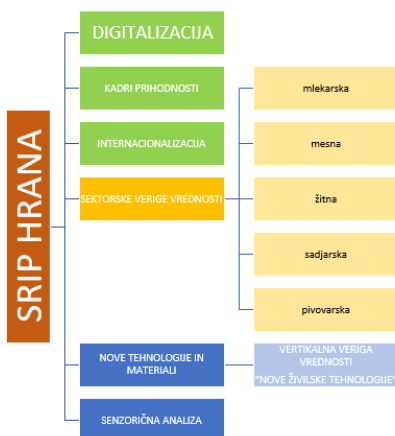 SRIP HRANA
DIGITALIZACIJA
KADRI PRIHODNOSTI
INTERNACIONALIZACIJA
SEKTORSKE VERIGE VREDNOSTI
mlekarska
mesna
žitna
sadjarska
pivovarska
NOVE TEHNOLOGIJE IN
MATERIALI
VERTIKALNA VERIGA
VREDNOSTI
"NOVE ŽIVILSKE TEHNOLOGIJE"
SENZORIČNA ANALIZA